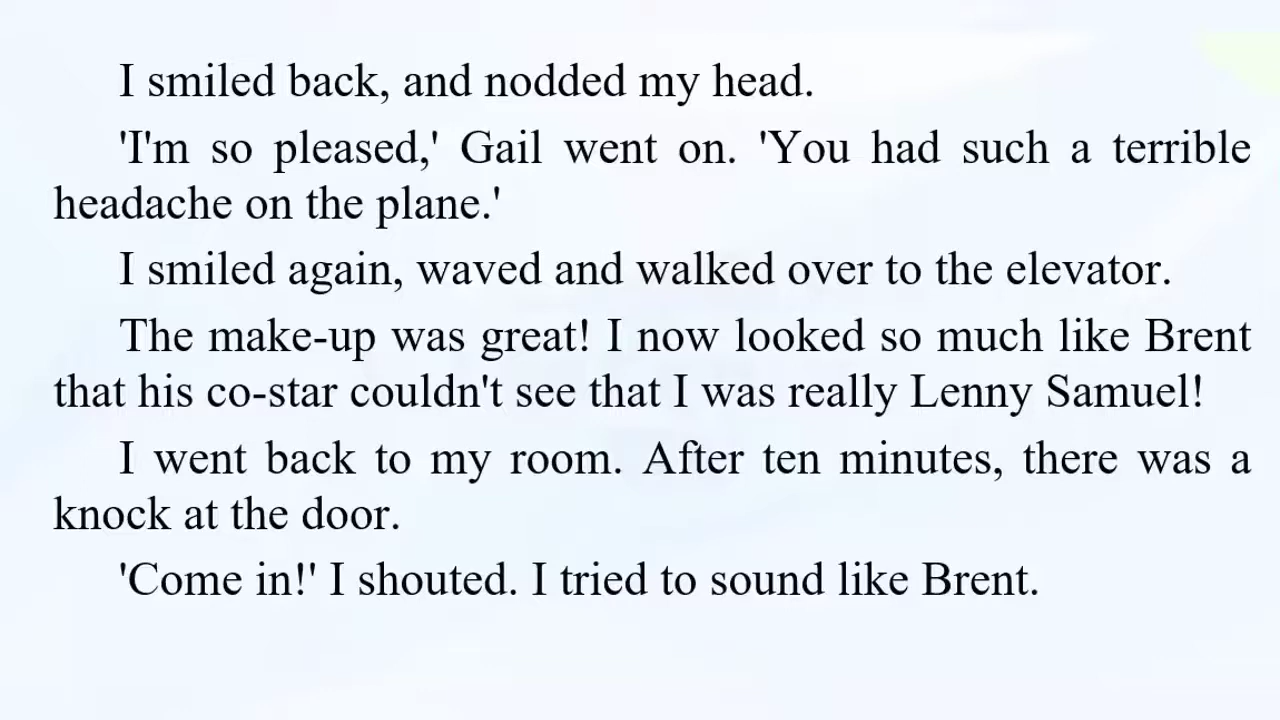 I smiled back, and nodded my head.
'I'm so pleased,' Gail went on. 'You had such a terrible
headache on the plane.'
I smiled again, waved and walked over to the elevator.
The make-up was great! I now looked so much like Brent
that his co-star couldn't see that I was really Lenny Samuel!
I went back to my room. After ten minutes, there was a
knock at the door.
'Come in!' I shouted. I tried to sound like Brent.